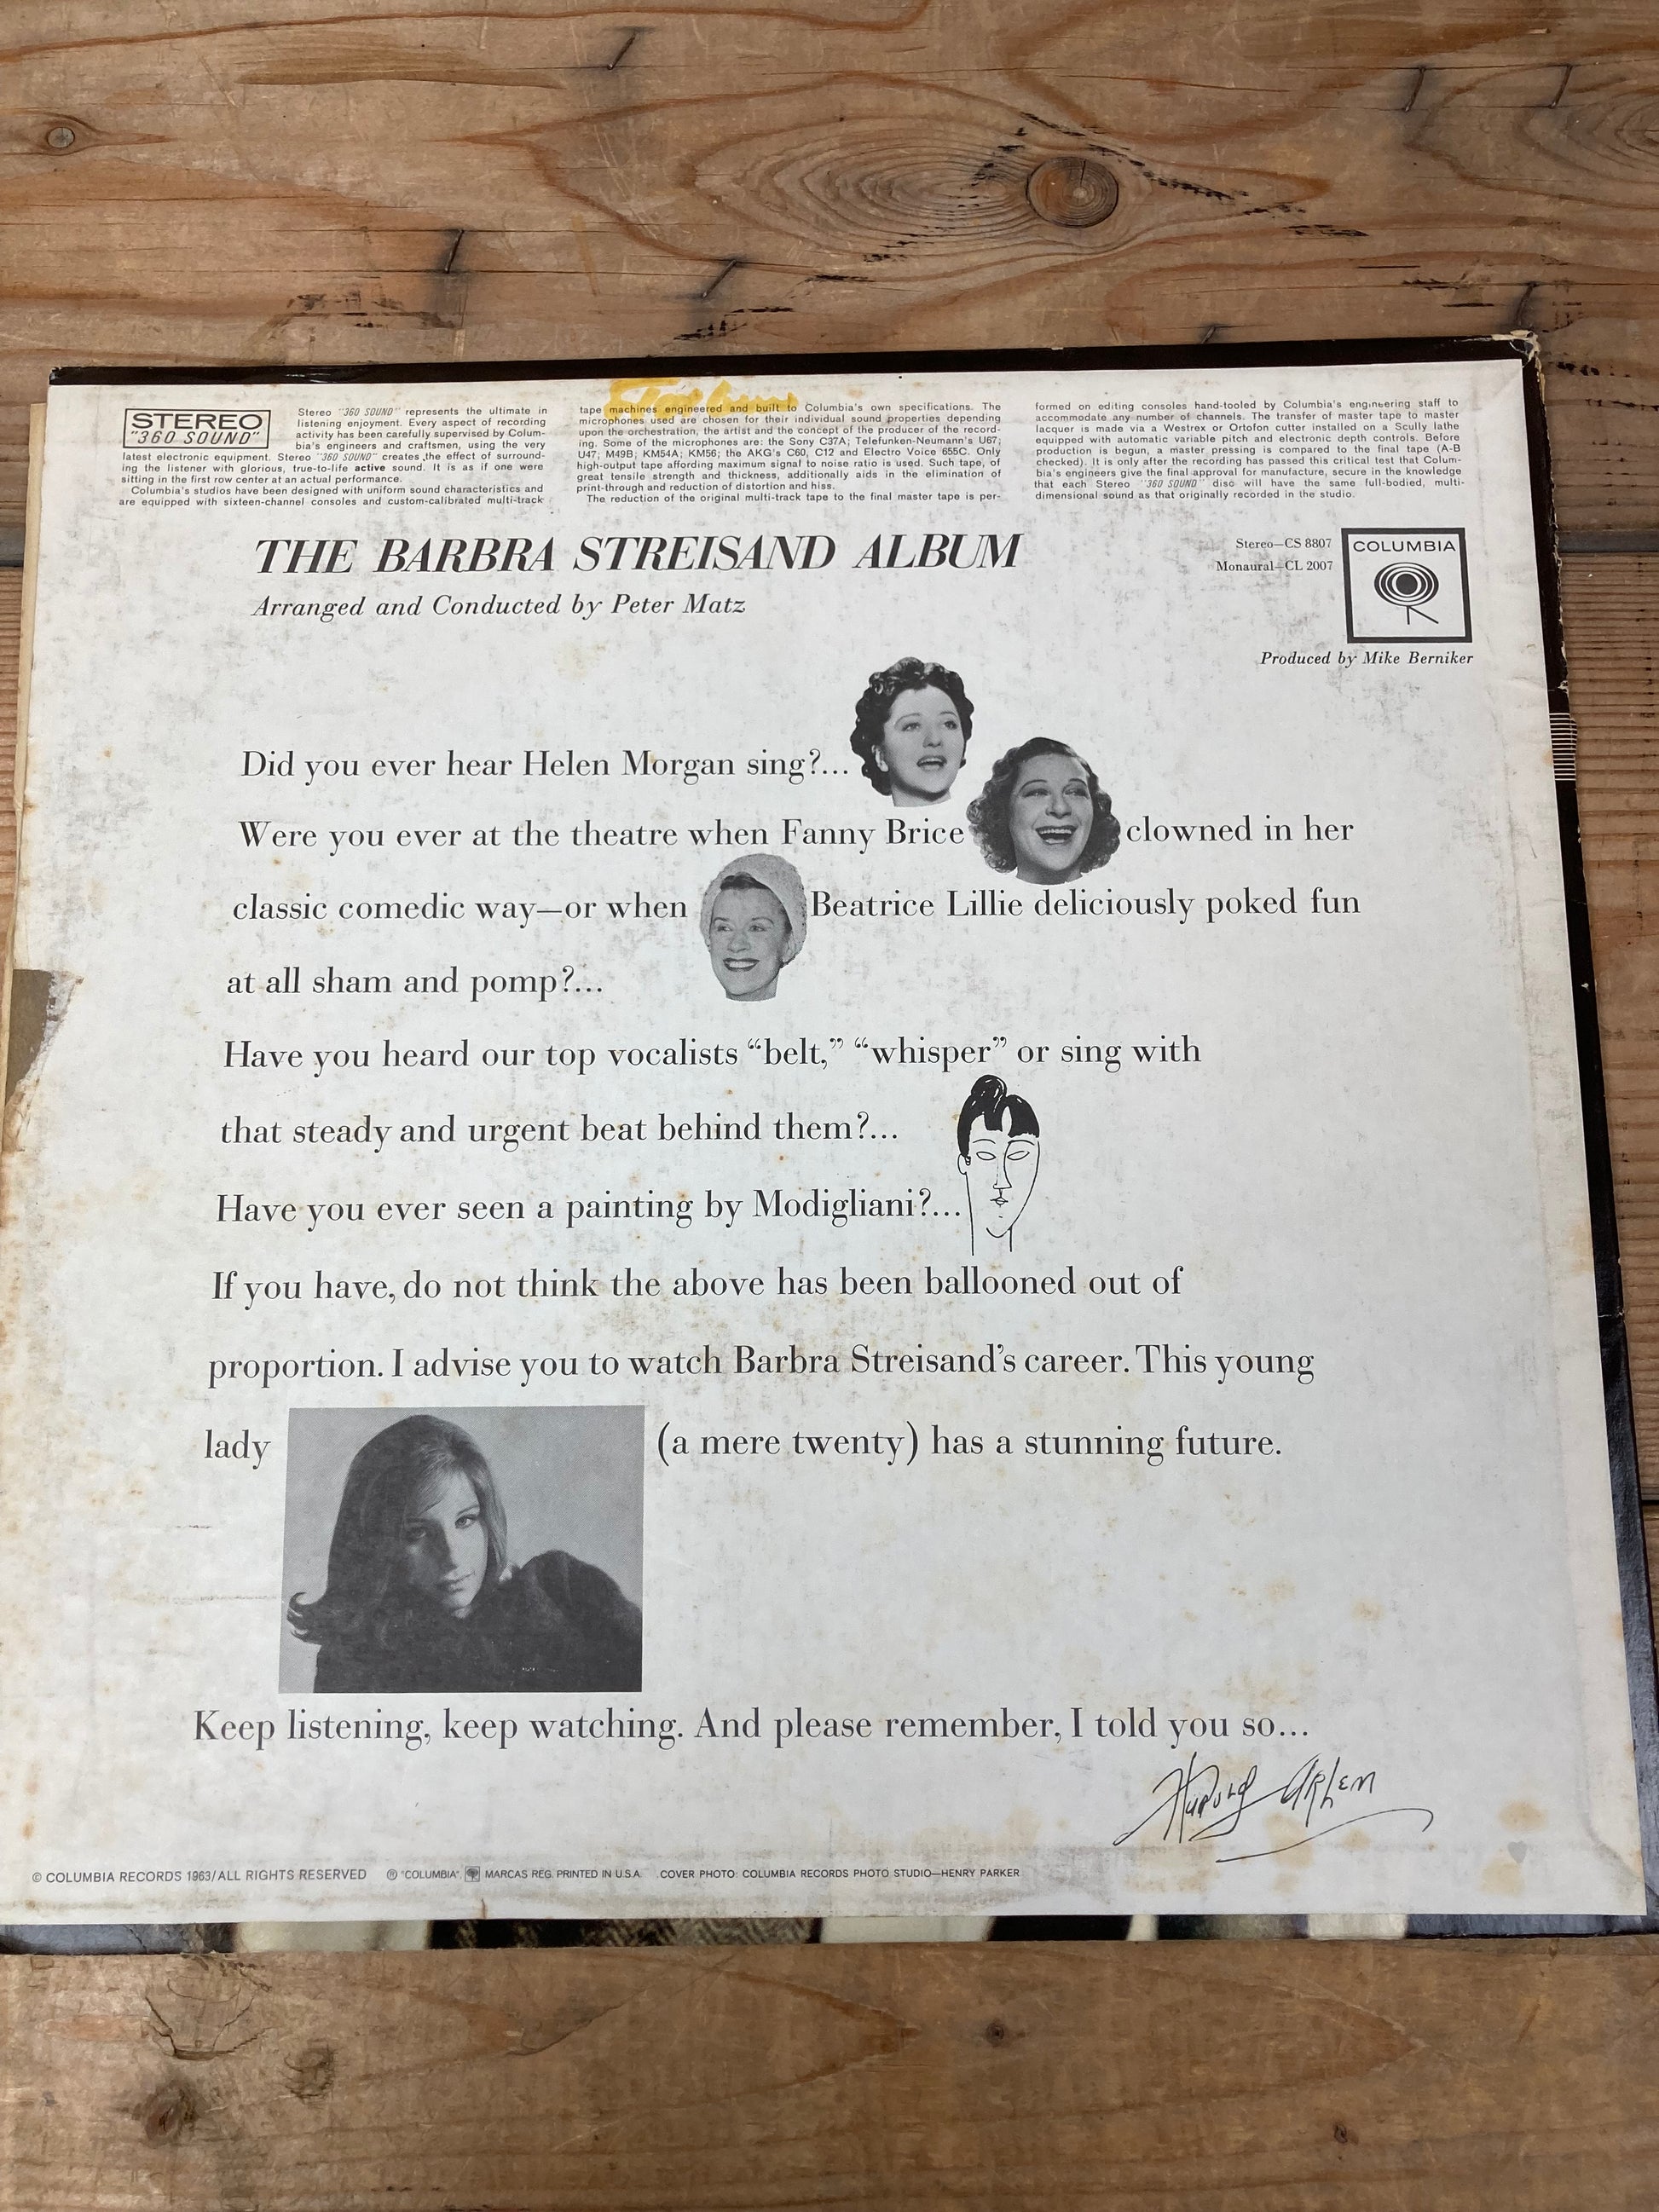 STEREO
"360 SOUND"
Stereo "360 SOUND" represents the ultimate in
listening enjoyment. Every aspect of recording
activity has been carefully supervised by Colum-
bia's engineers and craftsmen, using the very
latest electronic equipment. Stereo "360 SOUND" creates the effect of surround-
ing the listener with glorious, true-to-life active sound. It is as if one were
sitting in the first row center at an actual performance.
Columbia's studios have been designed with uniform sound characteristics and
are equipped with sixteen-channel consoles and custom-calibrated multi-track
tape machines engineered and built to Columbia's own specifications. The
microphones used are chosen for their individual sound properties depending
upon the orchestration, the artist and the concept of the producer of the record-
ing. Some of the microphones are: the Sony C37A; Telefunken-Neumann's U67;
U47; M49B; KM54A; KM56; the AKG's C60, C12 and Electro Voice 655C. Only
high-output tape affording maximum signal to noise ratio is used. Such tape, of
great tensile strength and thickness, additionally aids in the elimination of
print-through and reduction of distortion and hiss.
The reduction of the original multi-track tape to the final master tape is per-
formed on editing consoles hand-tooled by Columbia's engineering staff to
accommodate any number of channels. The transfer of master tape to master
lacquer is made via a Westrex or Ortofon cutter installed on a Scully lathe
equipped with automatic variable pitch and electronic depth controls. Before
production is begun, a master pressing is compared to the final tape (A-B
checked). It is only after the recording has passed this critical test that Colum-
bia's engineers give the final approval for manufacture, secure in the knowledge
that each Stereo "360 SOUND" disc will have the same full-bodied, multi-
dimensional sound as that originally recorded in the studio.
THE BARBRA STREISAND ALBUM
Arranged and Conducted by Peter Matz
Stereo—CS 8807
Monaural—CL 2007
COLUMBIA
Produced by Mike Berniker
Did you ever hear Helen Morgan sing?...
Were you ever at the theatre when Fanny Brice clowned in her
classic comedic way—or when Beatrice Lillie deliciously poked fun
at all sham and pomp?...
Have you heard our top vocalists “belt,” “whisper” or sing with
that steady and urgent beat behind them?...
Have you ever seen a painting by Modigliani?...
If you have, do not think the above has been ballooned out of
proportion. I advise you to watch Barbra Streisand’s career. This young
lady (a mere twenty) has a stunning future.
Keep listening, keep watching. And please remember, I told you so...
Harold Arlen
© COLUMBIA RECORDS 1963/ALL RIGHTS RESERVED ® "COLUMBIA", MARCAS REG. PRINTED IN U.S.A. COVER PHOTO: COLUMBIA RECORDS PHOTO STUDIO—HENRY PARKER